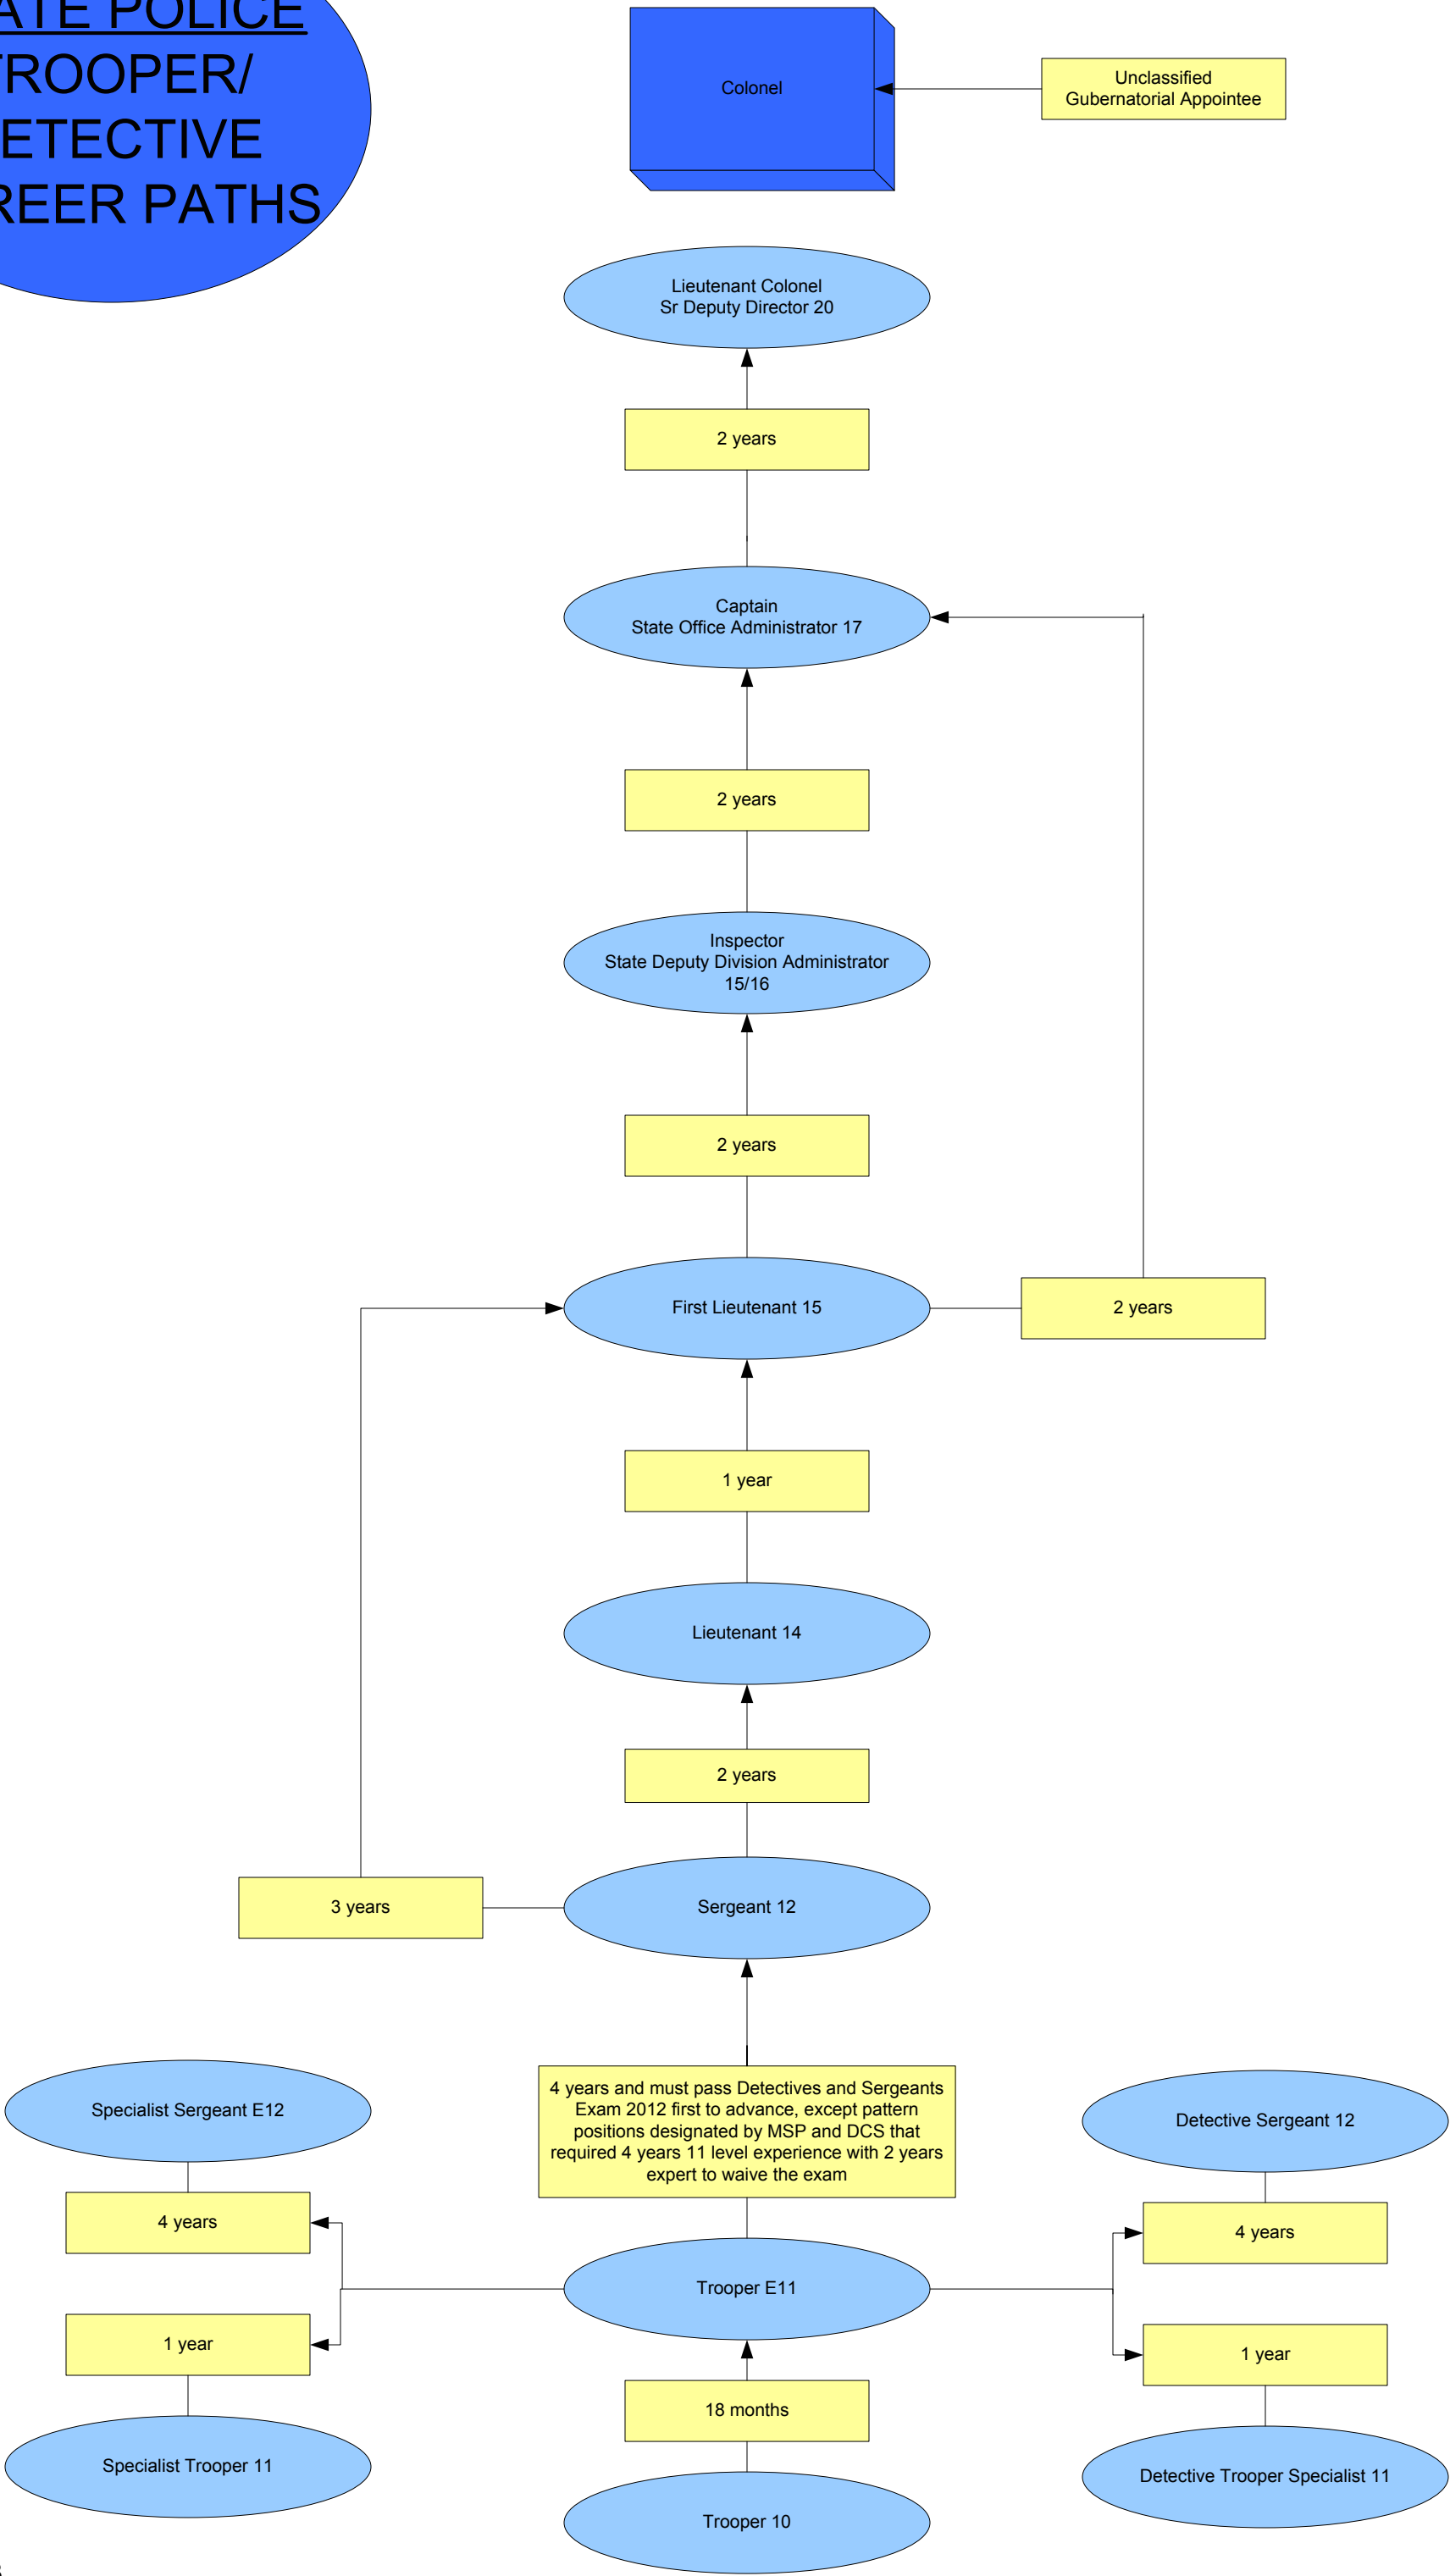 TROOPER/
PATHS
POLICE
Colonel
Unclassified
Gubernatorial Appointee
Lieutenant Colonel
Sr Deputy Director 20
2 years
Captain
State Office Administrator 17
2 years
Inspector
State Deputy Division Administrator
15/16
2 years
First Lieutenant 15
2 years
1 year
Lieutenant 14
2 years
3 years
Sergeant 12
4 years and must pass Detectives and Sergeants
Exam 2012 first to advance, except pattern
positions designated by MSP and DCS that
required 4 years 11 level experience with 2 years
expert to waive the exam
Specialist Sergeant E12
Detective Sergeant 12
4 years
4 years
Trooper E11
1 year
1 year
18 months
Specialist Trooper 11
Detective Trooper Specialist 11
Trooper 10